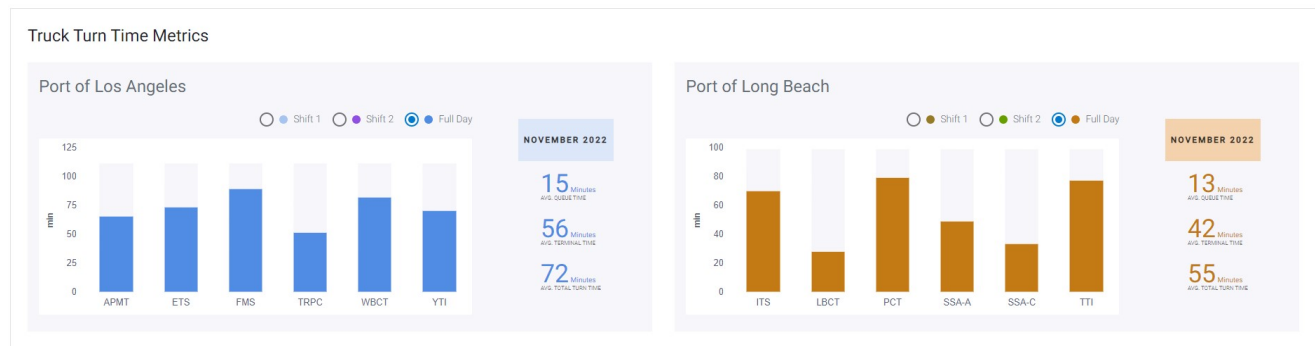 Truck Turn Time Metrics
Port of Los Angeles
Shift 1 Shift 2 Full Day
NOVEMBER 2022
125
100
75
50
25
0
min
APMT ETS FMS TRPC WBCT YTI
15 Minutes
AVG. QUEUE TIME
56 Minutes
AVG. TERMINAL TIME
72 Minutes
AVG. TOTAL TURN TIME
Port of Long Beach
Shift 1 Shift 2 Full Day
NOVEMBER 2022
100
80
60
40
20
0
min
ITS LBCT PCT SSA-A SSA-C TTI
13 Minutes
AVG. QUEUE TIME
42 Minutes
AVG. TERMINAL TIME
55 Minutes
AVG. TOTAL TURN TIME